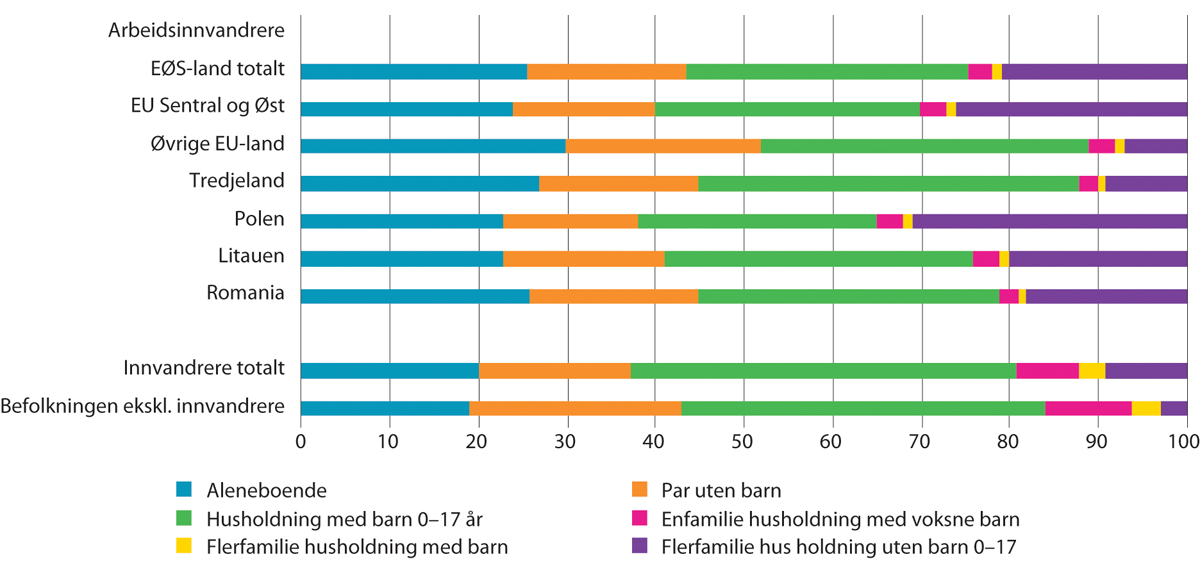 Arbeidsinnvandrere
EØS-land totalt
EU Sentral og Øst
Øvrige EU-land
Tredjeland
Polen
Litauen
Romania
Innvandrere totalt
Befolkningen ekskl. innvandrere
0 10 20 30 40 50 60 70 80 90 100
Aleneboende
Par uten barn
Husholdning med barn 0–17 år
Enfamilie husholdning med voksne barn
Flerfamilie husholdning med barn
Flerfamilie hus holdning uten barn 0–17